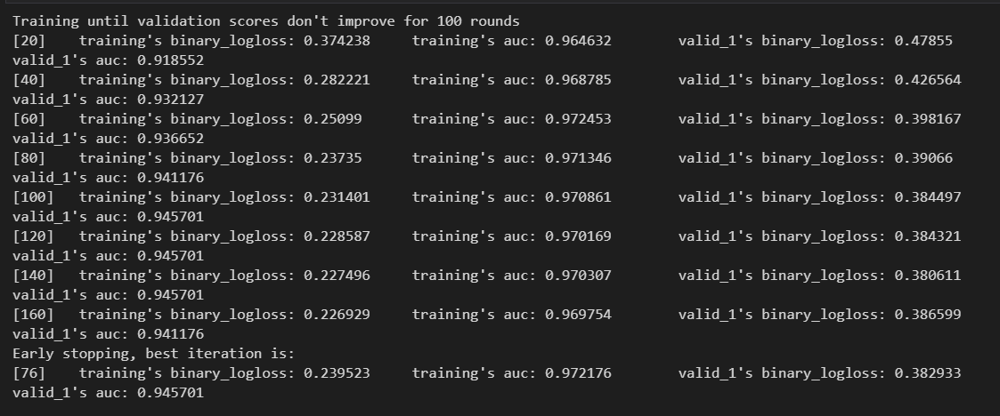 Training until validation scores don't improve for 100 rounds
[20]	training's binary_logloss: 0.374238	training's auc: 0.964632	valid_1's binary_logloss: 0.47855
valid_1's auc: 0.918552
[40]	training's binary_logloss: 0.282221	training's auc: 0.968785	valid_1's binary_logloss: 0.426564
valid_1's auc: 0.932127
[60]	training's binary_logloss: 0.25099	training's auc: 0.972453	valid_1's binary_logloss: 0.398167
valid_1's auc: 0.936652
[80]	training's binary_logloss: 0.23735	training's auc: 0.971346	valid_1's binary_logloss: 0.39066
valid_1's auc: 0.941176
[100]	training's binary_logloss: 0.231401	training's auc: 0.970861	valid_1's binary_logloss: 0.384497
valid_1's auc: 0.945701
[120]	training's binary_logloss: 0.228587	training's auc: 0.970169	valid_1's binary_logloss: 0.384321
valid_1's auc: 0.945701
[140]	training's binary_logloss: 0.227496	training's auc: 0.970307	valid_1's binary_logloss: 0.380611
valid_1's auc: 0.945701
[160]	training's binary_logloss: 0.226929	training's auc: 0.969754	valid_1's binary_logloss: 0.386599
valid_1's auc: 0.941176
Early stopping, best iteration is:
[76]	training's binary_logloss: 0.239523	training's auc: 0.972176	valid_1's binary_logloss: 0.382933
valid_1's auc: 0.945701